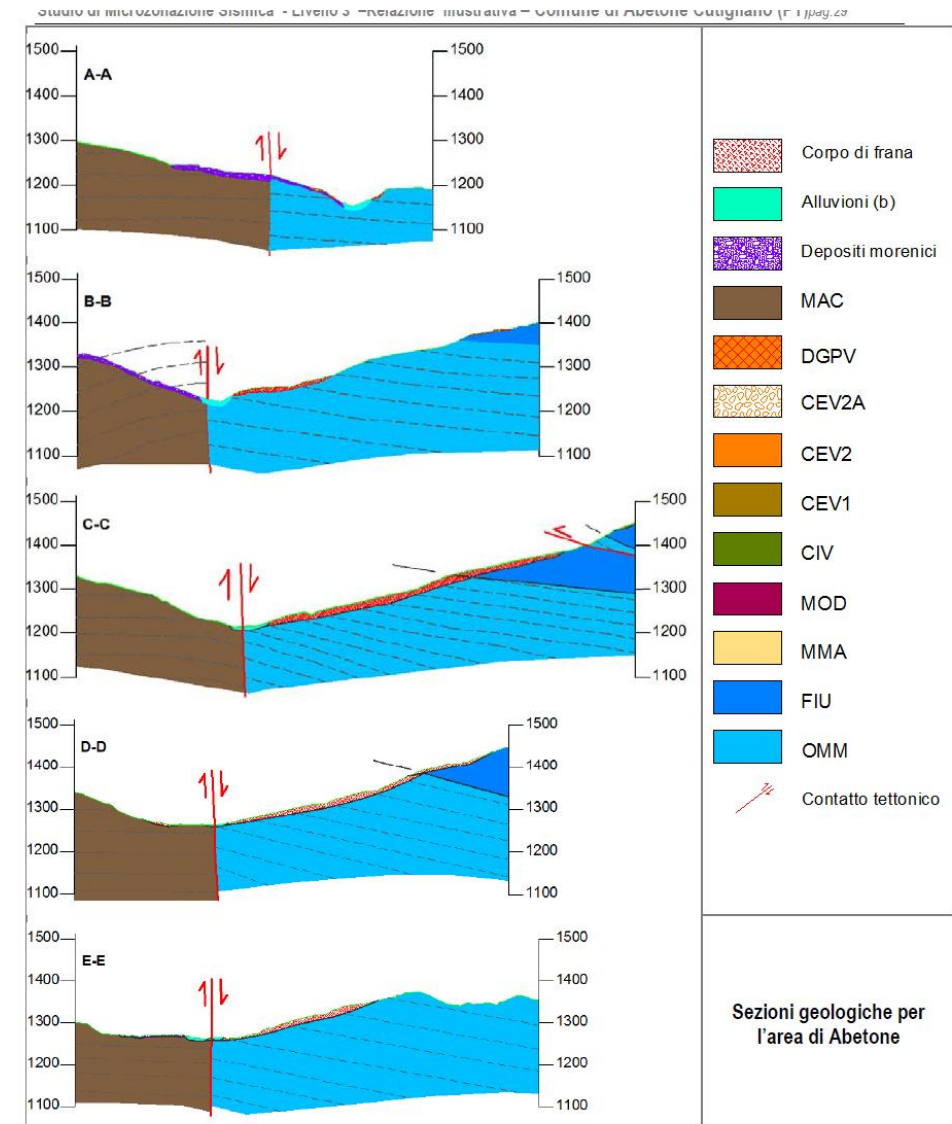 Studio di Microzonazione Sismica - Livello 3 –Relazione Illustrativa – Comune di Abetone Cutigliano (PT)pag.29
1500 1500
A-A
1400 1400
1300 1300
1200 1200
1100 1100
1500 1500
B-B
1400 1400
1300 1300
1200 1200
1100 1100
1500 1500
C-C
1400 1400
1300 1300
1200 1200
1100 1100
1500 1500
D-D
1400 1400
1300 1300
1200 1200
1100 1100
1500 1500
E-E
1400 1400
1300 1300
1200 1200
1100 1100
Corpo di frana
Alluvioni (b)
Depositi morenici
MAC
DGPV
CEV2A
CEV2
CEV1
CIV
MOD
MMA
FIU
OMM
Contatto tettonico
Sezioni geologiche per
l'area di Abetone